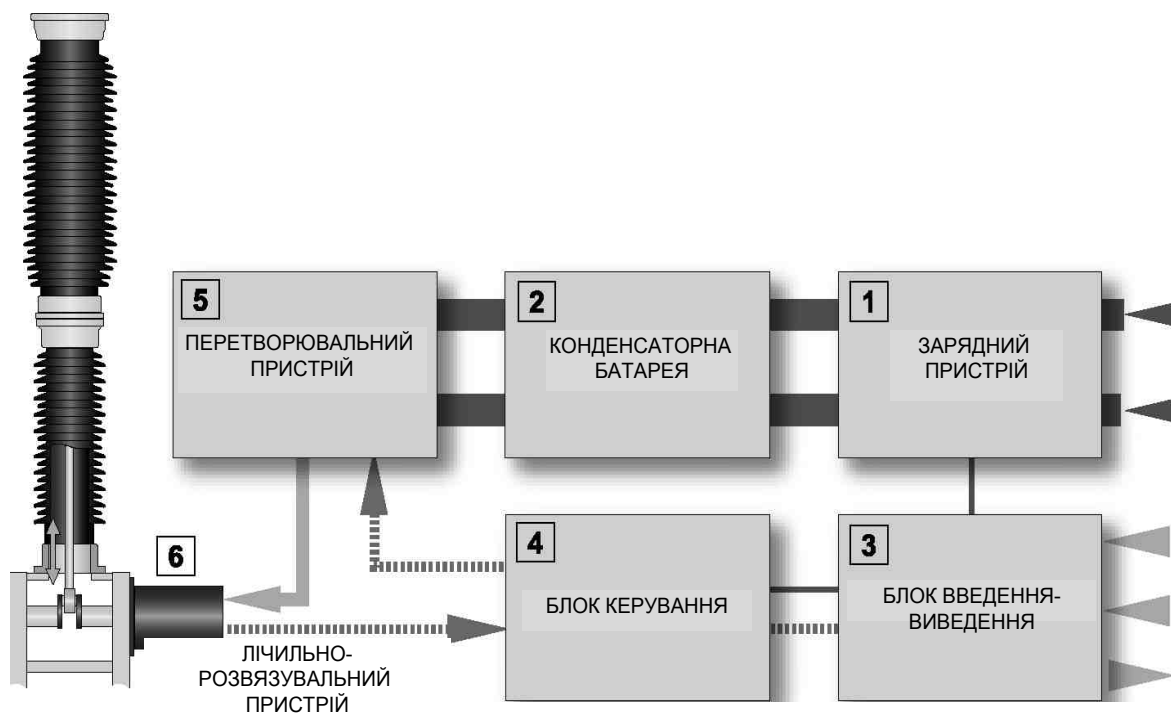 5
ПЕРЕТВОРЮВАЛЬНИЙ
ПРИСТРІЙ
2
КОНДЕНСАТОРНА
БАТАРЕЯ
1
ЗАРЯДНИЙ
ПРИСТРІЙ
6
ЛІЧИЛЬНО-
РОЗВЯЗУВАЛЬНИЙ
ПРИСТРІЙ
4
БЛОК КЕРУВАННЯ
3
БЛОК ВВЕДЕННЯ-
ВИВЕДЕННЯ